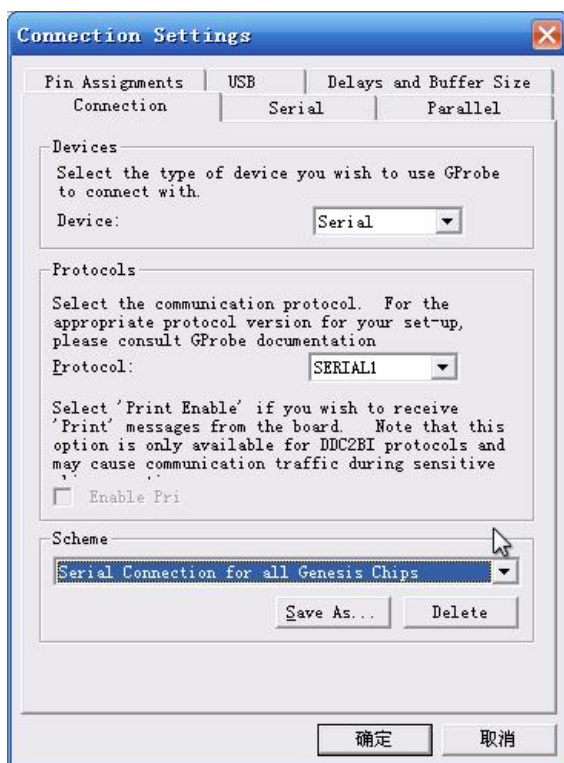 Connection Settings
Pin Assignments USB Delays and Buffer Size
Connection Serial Parallel
Devices
Select the type of device you wish to use GProbe
to connect with.
Device: Serial
Protocols
Select the communication protocol. For the
appropriate protocol version for your set-up,
please consult GProbe documentation
Protocol: SERIAL1
Select 'Print Enable' if you wish to receive
'Print' messages from the board. Note that this
option is only available for DDC2BI protocols and
may cause communication traffic during sensitive
Enable Pri
Scheme
Serial Connection for all Genesis Chips
Save As... Delete
确定 取消